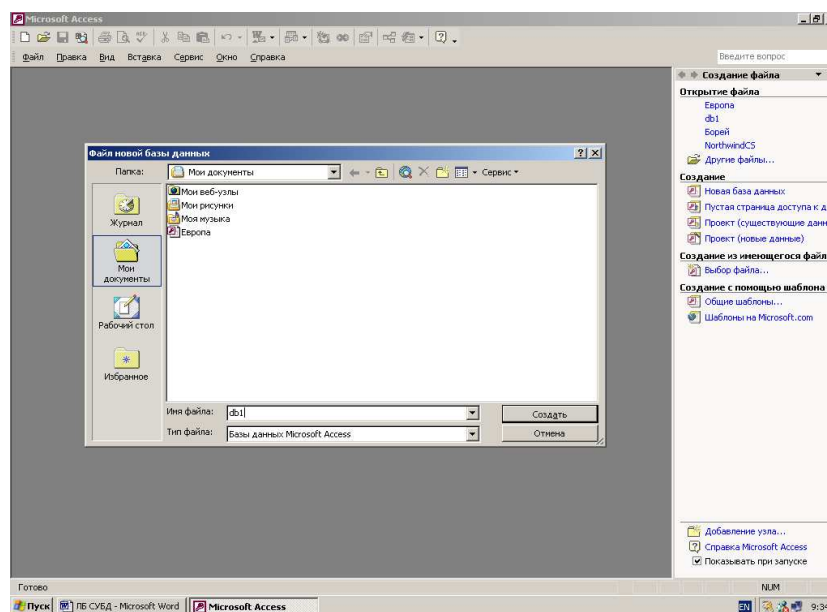 Microsoft Access
Файл Правка Вид Вставка Сервис Окно Справка
Введите вопрос
Создание файла
Открытие файла
Европа
db1
Борей
NorthwindCS
Другие файлы...
Создание
Новая база данных
Пустая страница доступа к д
Проект (существующие данн
Проект (новые данные)
Создание из имеющегося файл
Выбор файла...
Создание с помощью шаблона
Общие шаблоны...
Шаблоны на Microsoft.com
Добавление узла...
Справка Microsoft Access
Показывать при запуске
Файл новой базы данных
Папка: Мои документы Сервис
Журнал
Мои документы
Рабочий стол
Избранное
Мои веб-узлы
Мои рисунки
Моя музыка
Европа
Имя файла: db1 Создать
Тип файла: Базы данных Microsoft Access Отмена
Готово NUM
Пуск ПБ СУБД - Microsoft Word Microsoft Access EN